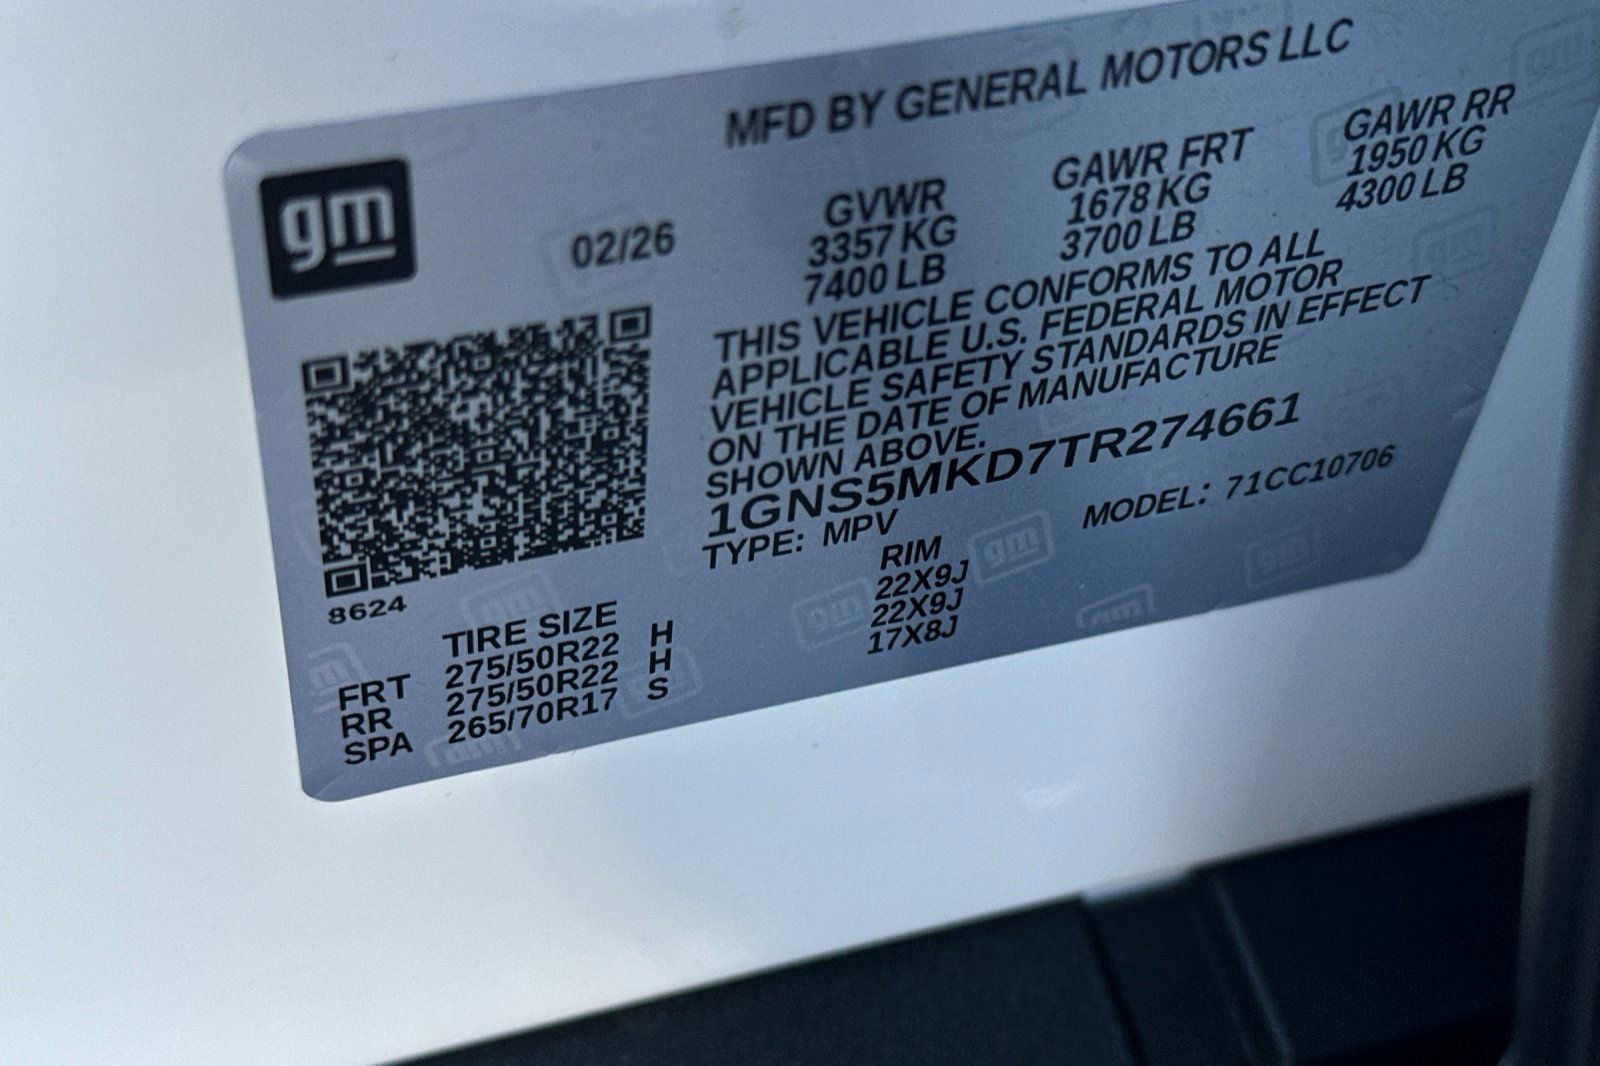 MFD BY GENERAL MOTORS LLC
gm
02/26
GVWR GAWR FRT GAWR RR
3357 KG 1678 KG 1950 KG
7400 LB 3700 LB 4300 LB
THIS VEHICLE CONFORMS TO ALL
APPLICABLE U.S. FEDERAL MOTOR
VEHICLE SAFETY STANDARDS IN EFFECT
ON THE DATE OF MANUFACTURE
SHOWN ABOVE.
1GNS5MKD7TR274661
TYPE: MPV MODEL: 71CC10706
8624
TIRE SIZE RIM
FRT 275/50R22 H 22X9J
RR 275/50R22 H 22X9J
SPA 265/70R17 S 17X8J